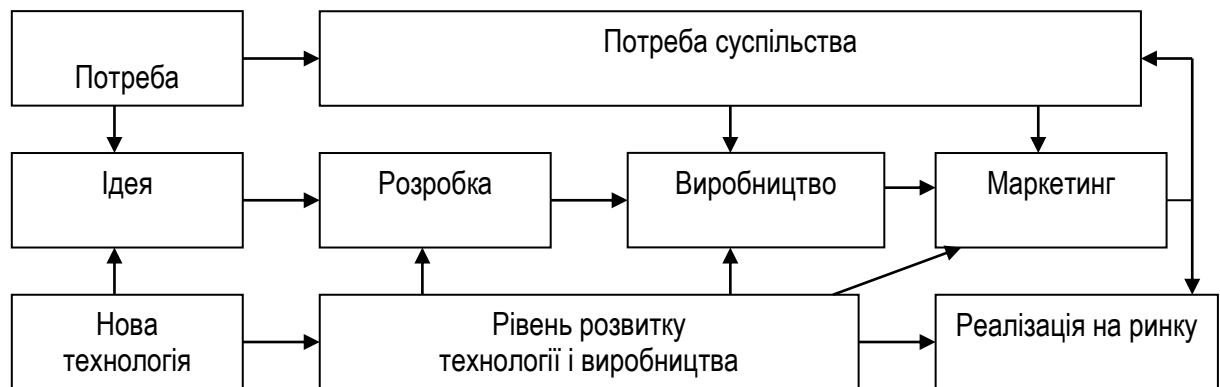 Потреба
Потреба суспільства
Ідея
Розробка
Виробництво
Маркетинг
Нова
технологія
Рівень розвитку
технології і виробництва
Реалізація на ринку